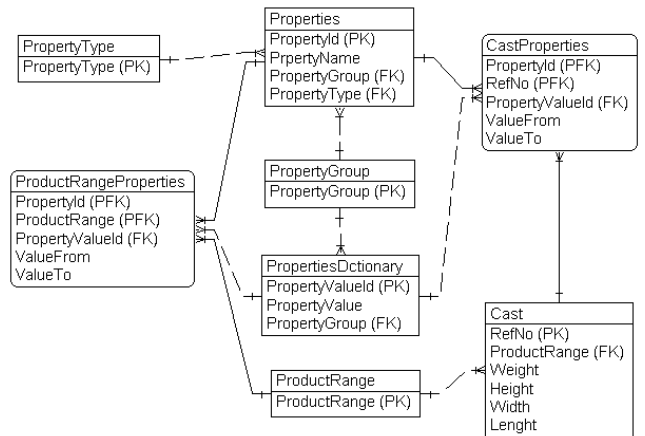 PropertyType
PropertyType (PK)
Properties
PropertyId (PK)
PrpertyName
PropertyGroup (FK)
PropertyType (FK)
CastProperties
PropertyId (PFK)
RefNo (PFK)
PropertyValueId (FK)
ValueFrom
ValueTo
ProductRangeProperties
PropertyId (PFK)
ProductRange (PFK)
PropertyValueId (FK)
ValueFrom
ValueTo
PropertyGroup
PropertyGroup (PK)
PropertiesDctionary
PropertyValueId (PK)
PropertyValue
PropertyGroup (FK)
ProductRange
ProductRange (PK)
Cast
RefNo (PK)
ProductRange (FK)
Weight
Height
Width
Lenght